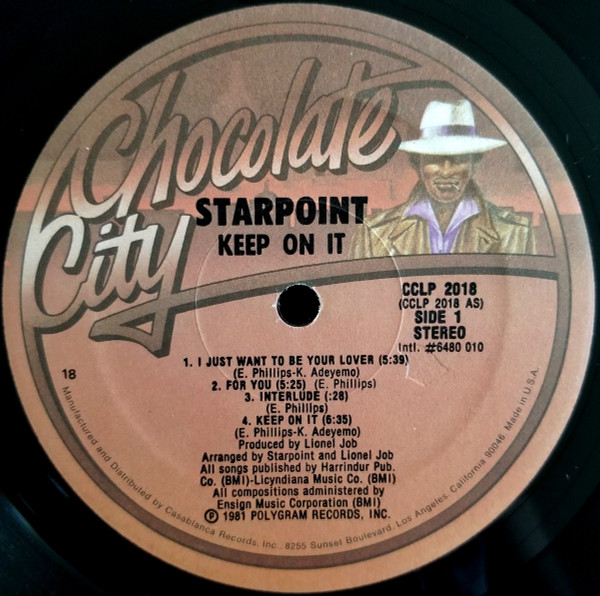 Chocolate
City
STARPOINT
KEEP ON IT
CCLP 2018
(CCLP 2018 AS)
SIDE 1
STEREO
Intl. #6480 010
18
1. I JUST WANT TO BE YOUR LOVER (5:39)
(E. Phillips-K. Adeyemo)
2. FOR YOU (5:25) (E. Phillips)
3. INTERLUDE (:28)
(E. Phillips)
4. KEEP ON IT (6:35)
(E. Phillips-K. Adeyemo)
Produced by Lionel Job
Arranged by Starpoint and Lionel Job
All songs published by Harrindur Pub.
Co. (BMI)-Licyndiana Music Co. (BMI)
All compositions administered by
Ensign Music Corporation (BMI)
Ⓟ 1981 POLYGRAM RECORDS, INC.
Manufactured and Distributed by Casablanca Records, Inc., 8255 Sunset Boulevard, Los Angeles, California 90046. Made in U.S.A.